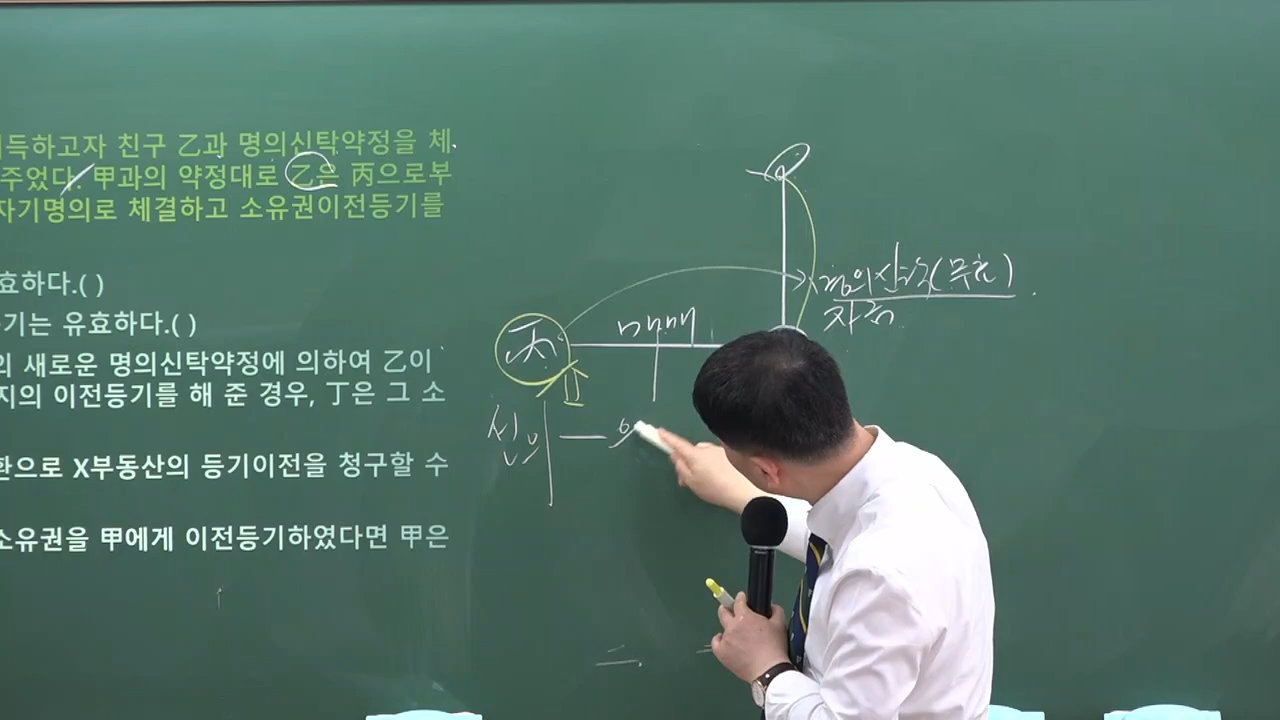 득하고자 친구 乙과 명의신탁약정을 체
주었다. 甲과의 약정대로 乙은 丙으로부
자기명의로 체결하고 소유권이전등기를
효하다.( )
기는 유효하다.( )
의 새로운 명의신탁약정에 의하여 乙이
지의 이전등기를 해 준 경우, 丁은 그 소
환으로 X부동산의 등기이전을 청구할 수
소유권을 甲에게 이전등기하였다면 甲은
명의신탁(무효)
자금
매매
丙
선의